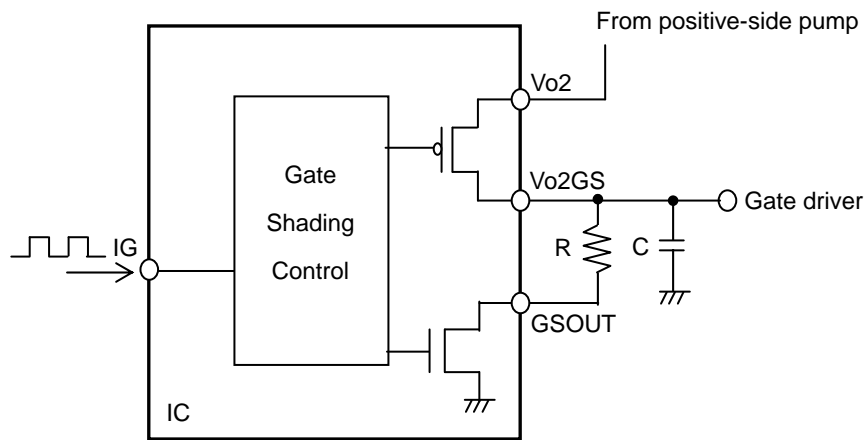 From positive-side pump
Vo2
Vo2GS
Gate driver
Gate
Shading
Control
IG
R
C
GSOUT
IC